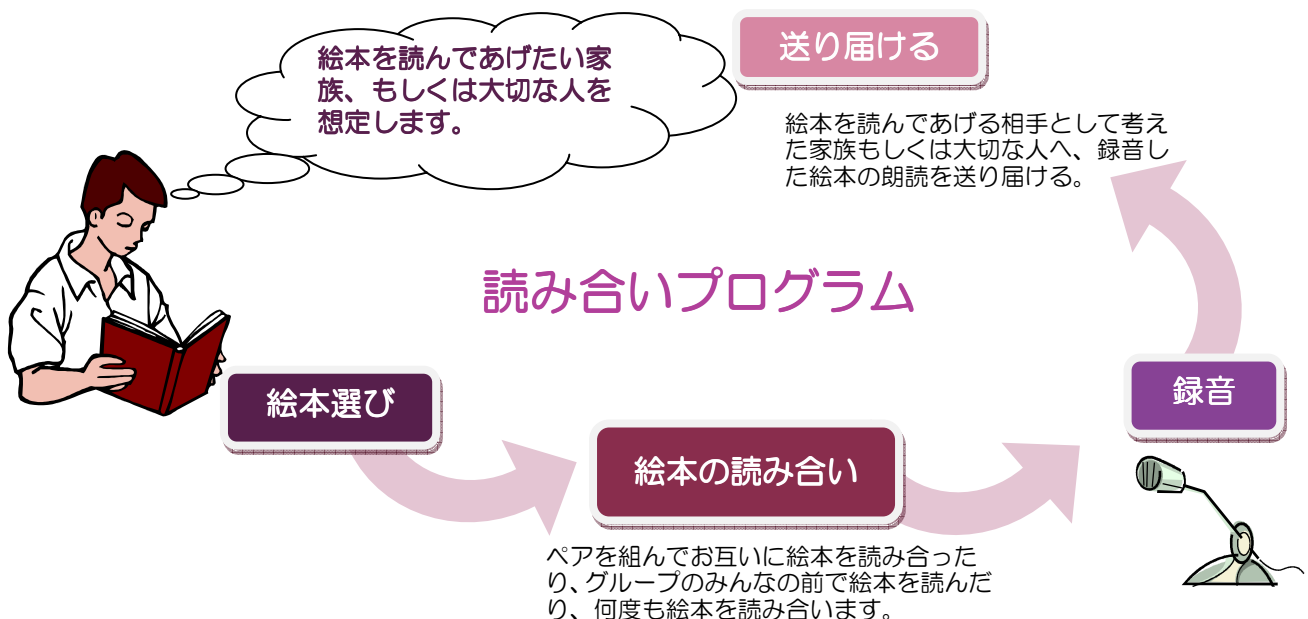 絵本を読んであげたい家
族、もしくは大切な人を
想定します。
送り届ける
絵本を読んであげる相手として考え
た家族もしくは大切な人へ、録音し
た絵本の朗読を送り届ける。
読み合いプログラム
絵本選び
録音
絵本の読み合い
ペアを組んでお互いに絵本を読み合った
り、グループのみんなの前で絵本を読んだ
り、何度も絵本を読み合います。